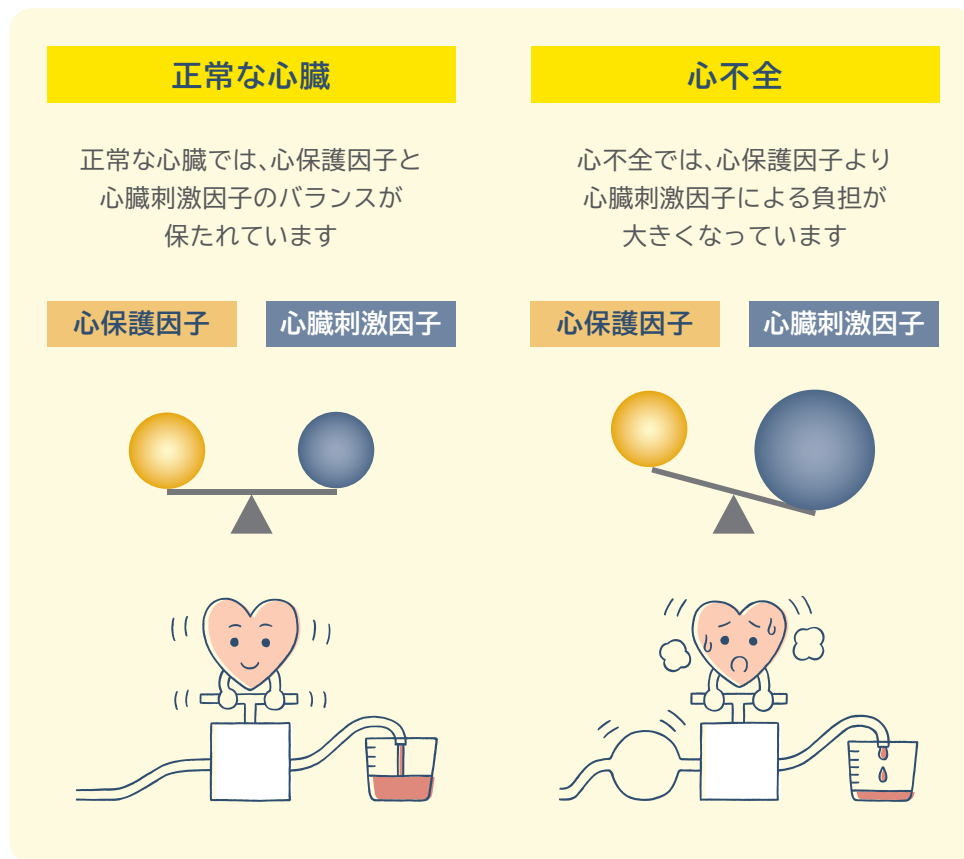 正常な心臓
正常な心臓では、心保護因子と
心臓刺激因子のバランスが
保たれています
心保護因子
心臓刺激因子
心不全
心不全では、心保護因子より
心臓刺激因子による負担が
大きくなっています
心保護因子
心臓刺激因子